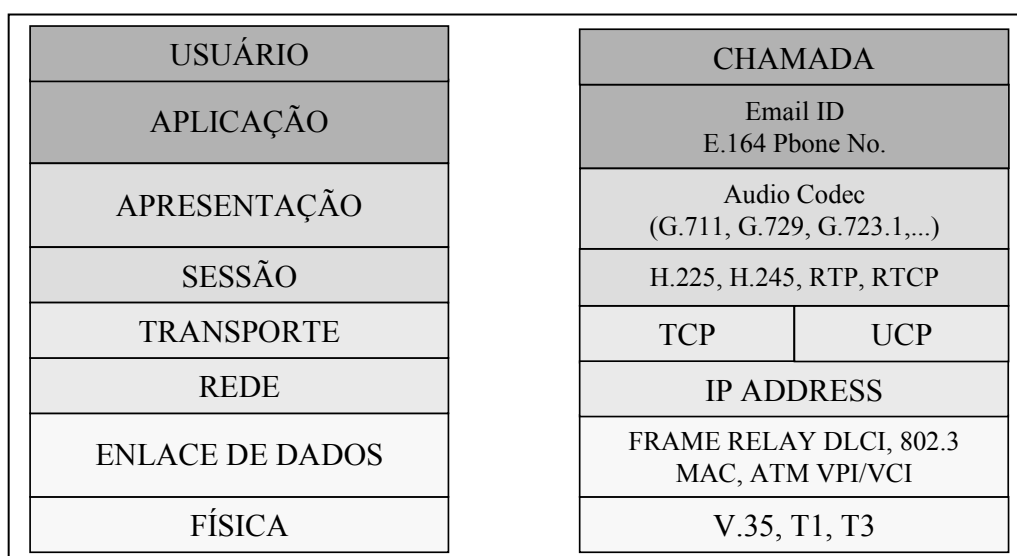 USUÁRIO
APLICAÇÃO
APRESENTAÇÃO
SESSÃO
TRANSPORTE
REDE
ENLACE DE DADOS
FÍSICA
CHAMADA
Email ID
E.164 Pbone No.
Audio Codec
(G.711, G.729, G.723.1,...)
H.225, H.245, RTP, RTCP
TCP
UCP
IP ADDRESS
FRAME RELAY DLCI, 802.3
MAC, ATM VPI/VCI
V.35, T1, T3